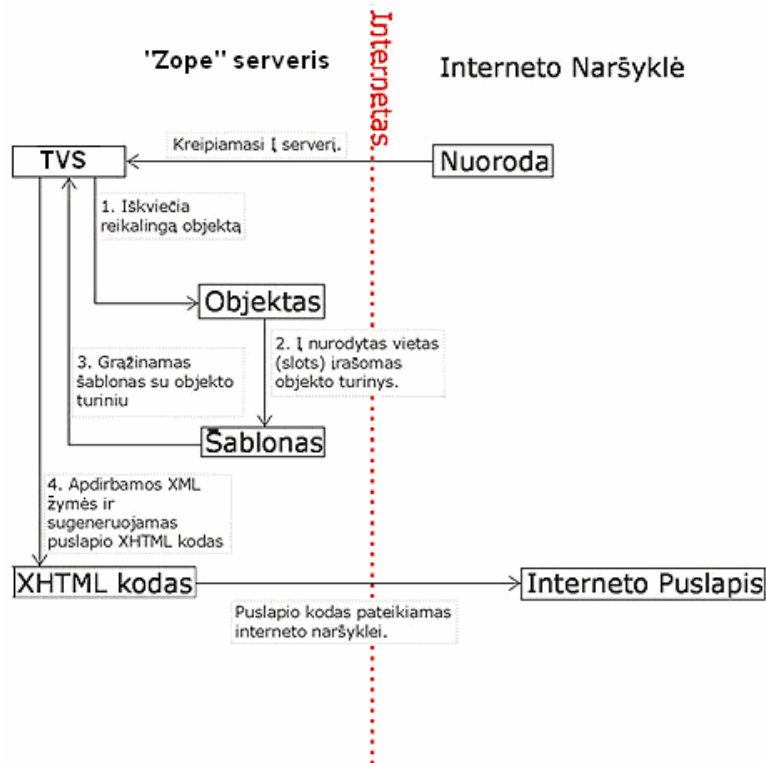 "Zope" serveris
Internetas
Interneto Naršyklė
Kreipiamasi Į serverį.
TVS
Nuoroda
1. Iškviečia
reikalingą objektą
Objektas
2. Į nurodytas vietas
(slots) įrašomas
objekto turinys.
3. Grąžinamas
šablonas su objekto
turiniu
Šablonas
4. Apdirbamos XML
žymės ir
sugeneruojamas
puslapio XHTML kodas
XHTML kodas
Interneto Puslapis
Puslapio kodas pateikiamas
interneto naršyklei.